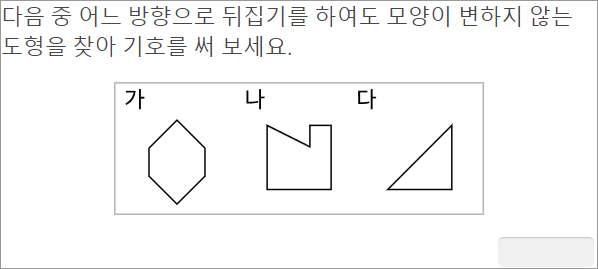 다음 중 어느 방향으로 뒤집기를 하여도 모양이 변하지 않는
도형을 찾아 기호를 써 보세요.
가 나 다